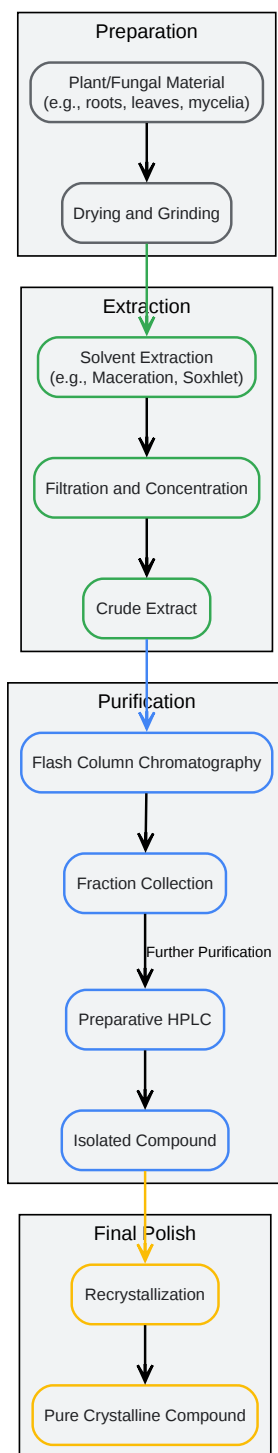 Preparation
Plant/Fungal Material
(e.g., roots, leaves, mycelia)
Drying and Grinding
Extraction
Solvent Extraction
(e.g., Maceration, Soxhlet)
Filtration and Concentration
Crude Extract
Purification
Flash Column Chromatography
Fraction Collection
Further Purification
Preparative HPLC
Isolated Compound
Final Polish
Recrystallization
Pure Crystalline Compound